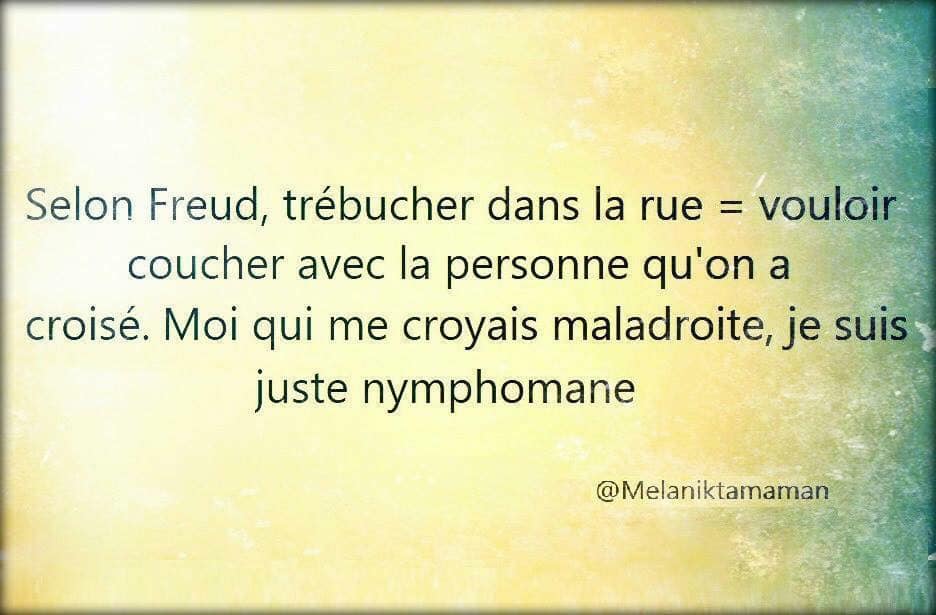 Selon Freud, trébucher dans la rue = vouloir
coucher avec la personne qu'on a
croisé. Moi qui me croyais maladroite, je suis
juste nymphomane
@Melaniktamaman